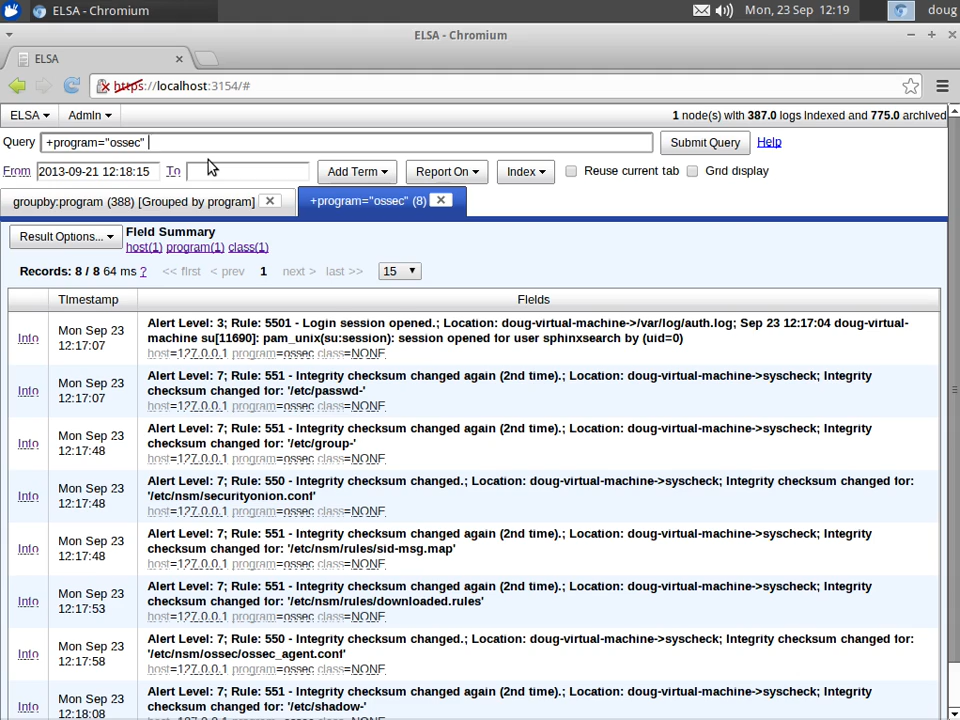 ELSA - Chromium
Mon, 23 Sep 12:19
doug
ELSA - Chromium
ELSA
https://localhost:3154/#
ELSA
Admin
1 node(s) with 387.0 logs indexed and 775.0 archived
Query
+program="ossec"
Submit Query
Help
From
2013-09-21 12:18:15
To
Add Term
Report On
Index
Reuse current tab
Grid display
groupby:program (388) [Grouped by program]
+program="ossec" (8)
Result Options...
Field Summary
host(1) program(1) class(1)
Records: 8 / 8 64 ms ?
<< first < prev 1 next > last >>
15
Timestamp
Fields
Info
Mon Sep 23
12:17:07
Alert Level: 3; Rule: 5501 - Login session opened.; Location: doug-virtual-machine->/var/log/auth.log; Sep 23 12:17:04 doug-virtual-
machine su[11690]: pam_unix(su:session): session opened for user sphinxsearch by (uid=0)
host=127.0.0.1 program=ossec class=NONE
Info
Mon Sep 23
12:17:07
Alert Level: 7; Rule: 551 - Integrity checksum changed again (2nd time).; Location: doug-virtual-machine->syscheck; Integrity
checksum changed for: '/etc/passwd-'
host=127.0.0.1 program=ossec class=NONE
Info
Mon Sep 23
12:17:48
Alert Level: 7; Rule: 551 - Integrity checksum changed again (2nd time).; Location: doug-virtual-machine->syscheck; Integrity
checksum changed for: '/etc/group-'
host=127.0.0.1 program=ossec class=NONE
Info
Mon Sep 23
12:17:48
Alert Level: 7; Rule: 550 - Integrity checksum changed.; Location: doug-virtual-machine->syscheck; Integrity checksum changed for:
'/etc/nsm/securityonion.conf'
host=127.0.0.1 program=ossec class=NONE
Info
Mon Sep 23
12:17:48
Alert Level: 7; Rule: 551 - Integrity checksum changed again (2nd time).; Location: doug-virtual-machine->syscheck; Integrity
checksum changed for: '/etc/nsm/rules/sid-msg.map'
host=127.0.0.1 program=ossec class=NONE
Info
Mon Sep 23
12:17:53
Alert Level: 7; Rule: 551 - Integrity checksum changed again (2nd time).; Location: doug-virtual-machine->syscheck; Integrity
checksum changed for: '/etc/nsm/rules/downloaded.rules'
host=127.0.0.1 program=ossec class=NONE
Info
Mon Sep 23
12:17:58
Alert Level: 7; Rule: 550 - Integrity checksum changed.; Location: doug-virtual-machine->syscheck; Integrity checksum changed for:
'/etc/nsm/ossec/ossec_agent.conf'
host=127.0.0.1 program=ossec class=NONE
Info
Mon Sep 23
12:18:08
Alert Level: 7; Rule: 551 - Integrity checksum changed again (2nd time).; Location: doug-virtual-machine->syscheck; Integrity
checksum changed for: '/etc/shadow-'
host=127.0.0.1 program=ossec class=NONE